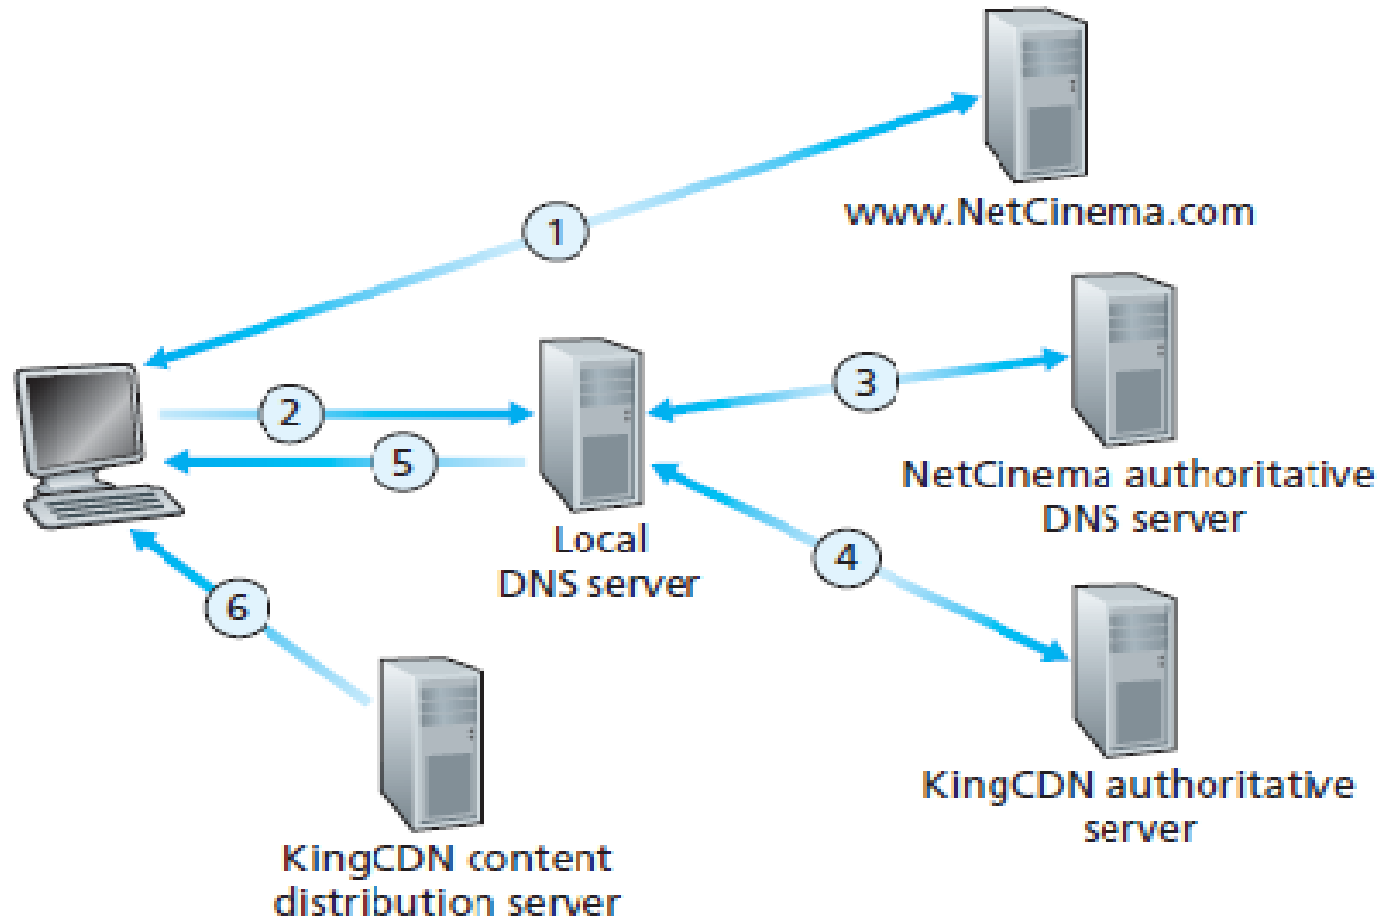 www.NetCinema.com
1
2
3
NetCinema authoritative
DNS server
5
Local
DNS server
4
6
KingCDN authoritative
server
KingCDN content
distribution server